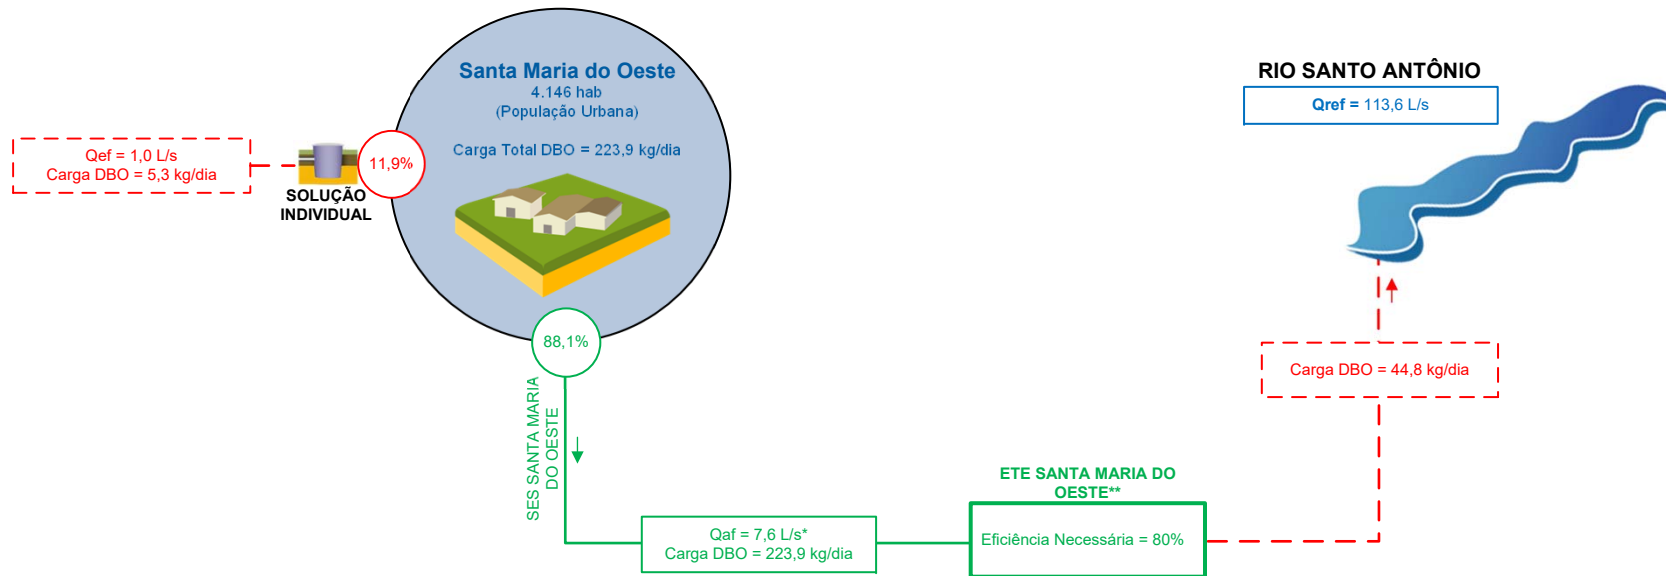 Santa Maria do Oeste
4.146 hab
(População Urbana)
Carga Total DBO = 223,9 kg/dia
Qef = 1,0 L/s
Carga DBO = 5,3 kg/dia
SOLUÇÃO
INDIVIDUAL
11,9%
88,1%
SES SANTA MARIA
DO OESTE
Qaf = 7,6 L/s*
Carga DBO = 223,9 kg/dia
ETE SANTA MARIA DO
OESTE**
Eficiência Necessária = 80%
Carga DBO = 44,8 kg/dia
RIO SANTO ANTÔNIO
Qref = 113,6 L/s